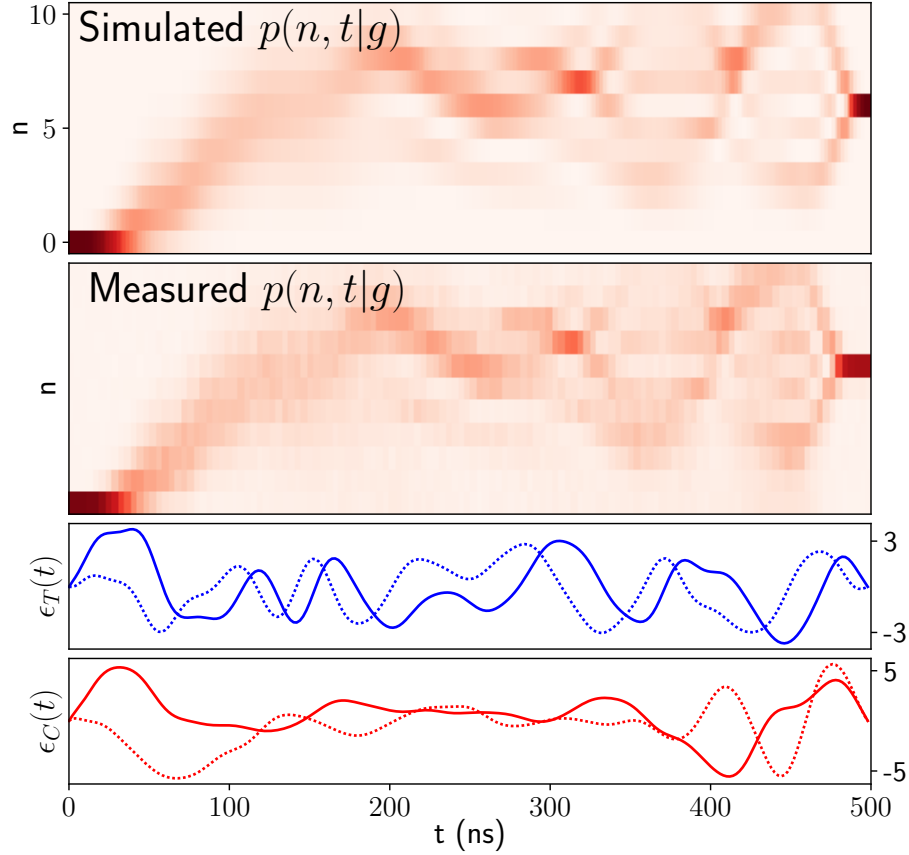 10
Simulated p(n, t|g)
n
5
0
Measured p(n, t|g)
n
ϵ_T(t)
3
-3
ϵ_C(t)
5
-5
0 100 200 300 400 500
t (ns)